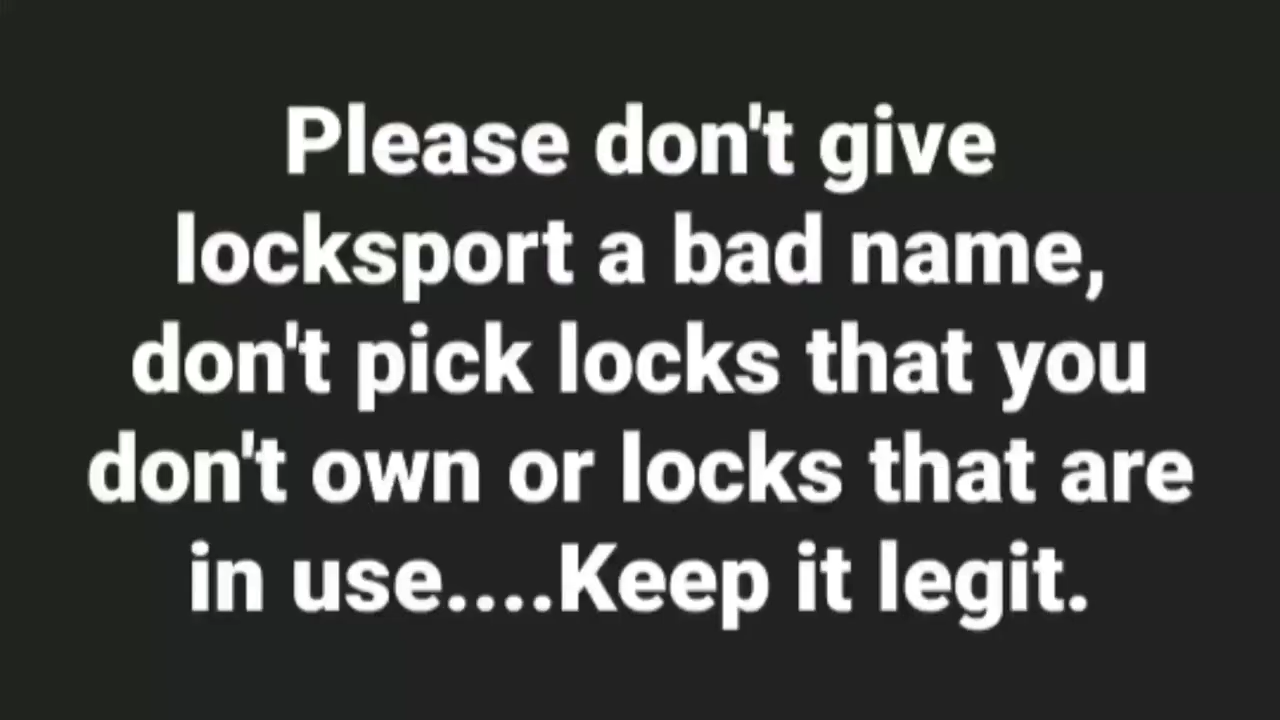 Please don't give
locksport a bad name,
don't pick locks that you
don't own or locks that are
in use....Keep it legit.